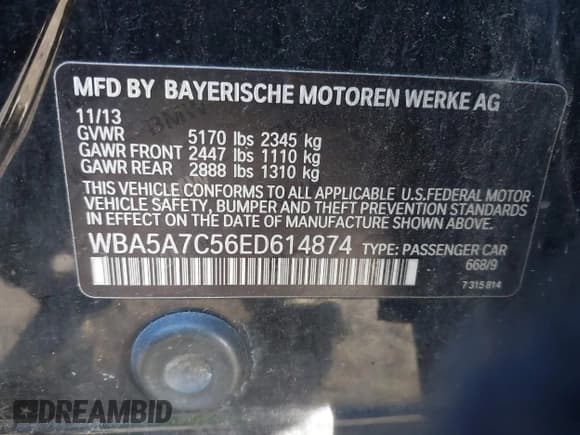 MFD BY BAYERISCHE MOTOREN WERKE AG
11/13
GVWR 5170 lbs 2345 kg
GAWR FRONT 2447 lbs 1110 kg
GAWR REAR 2888 lbs 1310 kg
THIS VEHICLE CONFORMS TO ALL APPLICABLE U.S.FEDERAL MOTOR
VEHICLE SAFETY, BUMPER AND THEFT PREVENTION STANDARDS
IN EFFECT ON THE DATE OF MANUFACTURE SHOWN ABOVE.
WBA5A7C56ED614874 TYPE: PASSENGER CAR
668/9
7 315 814
DREAMBID